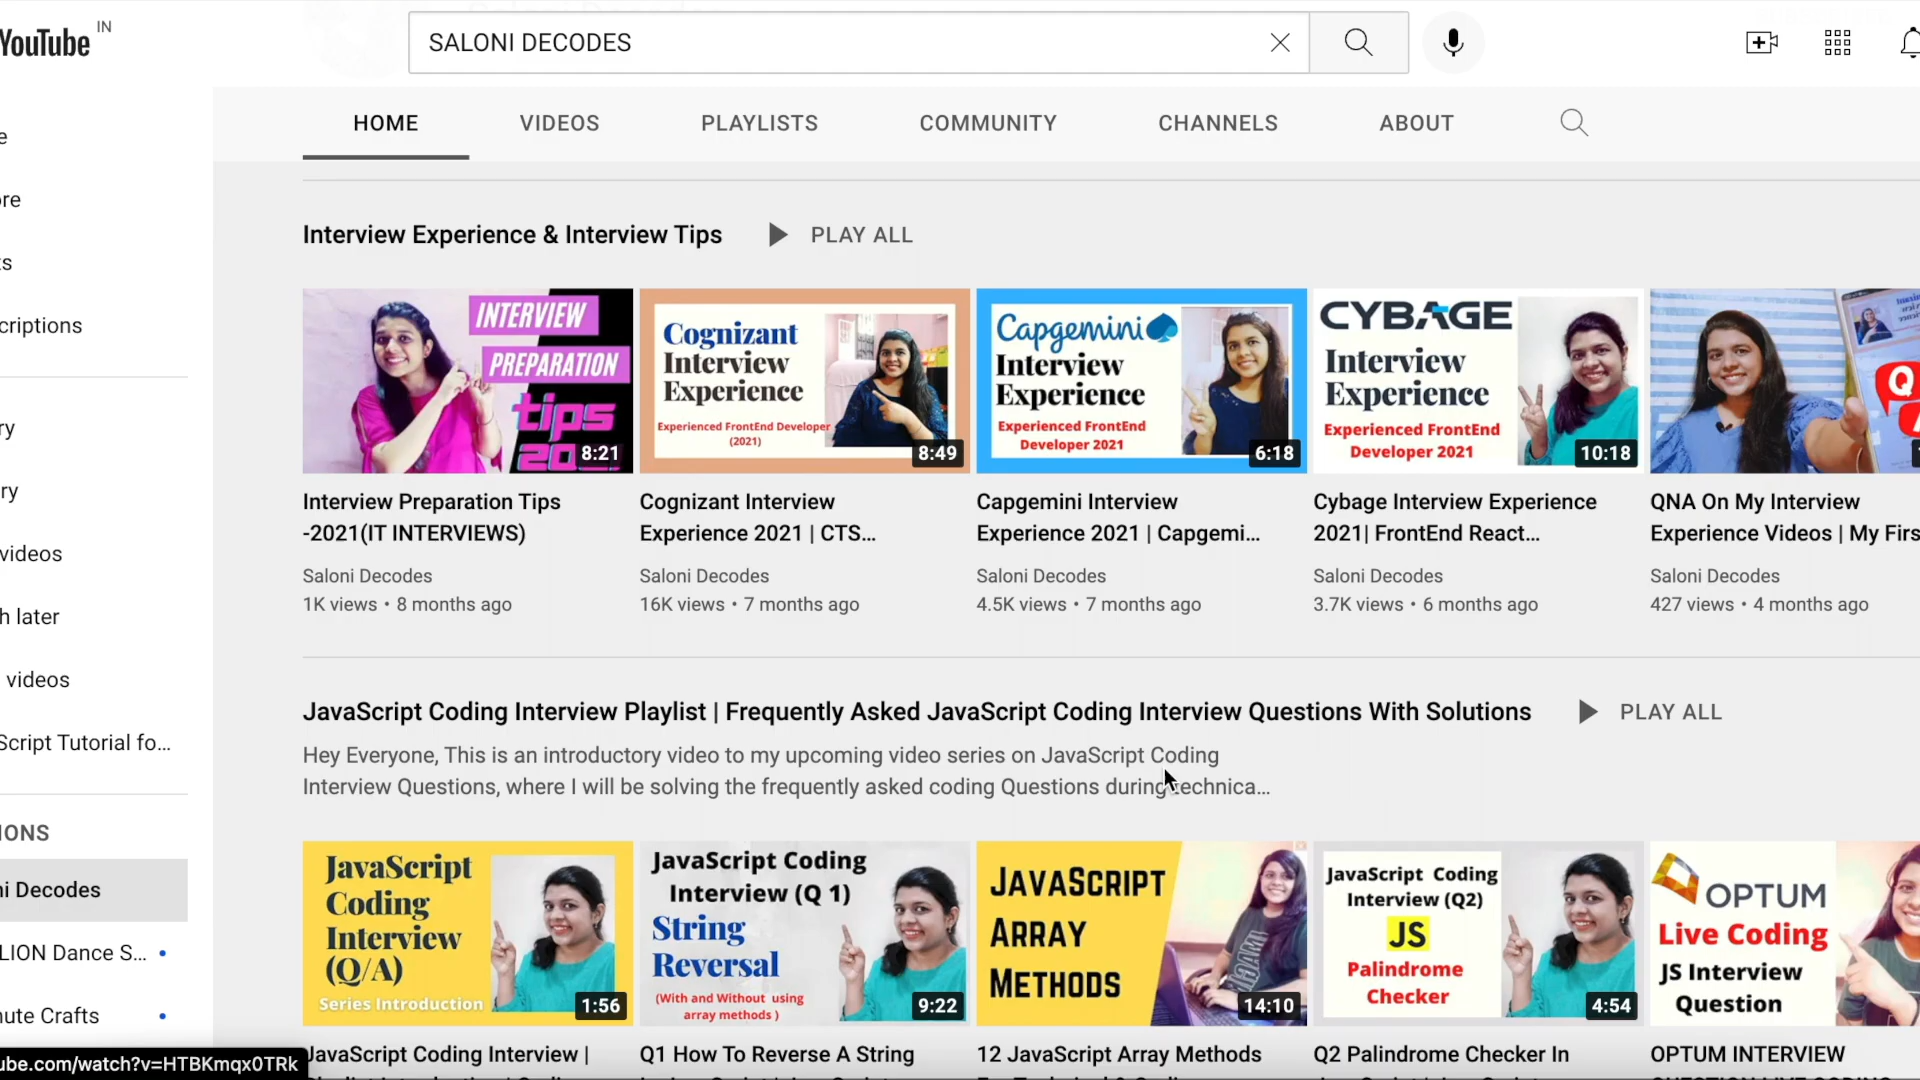 YouTube IN
SALONI DECODES
HOME VIDEOS PLAYLISTS COMMUNITY CHANNELS ABOUT
Interview Experience & Interview Tips PLAY ALL
INTERVIEW
PREPARATION
tips
8:21
Cognizant
Interview
Experience
Experienced FrontEnd Developer
(2021)
8:49
Capgemini
Interview
Experience
Experienced FrontEnd
Developer 2021
6:18
CYBAGE
Interview
Experience
Experienced FrontEnd
Developer 2021
10:18
Q
Interview Preparation Tips
-2021(IT INTERVIEWS)
Saloni Decodes
1K views • 8 months ago
Cognizant Interview
Experience 2021 | CTS...
Saloni Decodes
16K views • 7 months ago
Capgemini Interview
Experience 2021 | Capgemi...
Saloni Decodes
4.5K views • 7 months ago
Cybage Interview Experience
2021| FrontEnd React...
Saloni Decodes
3.7K views • 6 months ago
QNA On My Interview
Experience Videos | My Firs
Saloni Decodes
427 views • 4 months ago
JavaScript Coding Interview Playlist | Frequently Asked JavaScript Coding Interview Questions With Solutions PLAY ALL
Hey Everyone, This is an introductory video to my upcoming video series on JavaScript Coding
Interview Questions, where I will be solving the frequently asked coding Questions during technica...
JavaScript
Coding
Interview
(Q/A)
Series Introduction
1:56
JavaScript Coding
Interview (Q 1)
String
Reversal
(With and Without using
array methods )
9:22
JAVASCRIPT
ARRAY
METHODS
14:10
JavaScript Coding
Interview (Q2)
JS
Palindrome
Checker
4:54
OPTUM
Live Coding
JS Interview
Question
JavaScript Coding Interview |
Q1 How To Reverse A String
12 JavaScript Array Methods
Q2 Palindrome Checker In
OPTUM INTERVIEW
e
re
s
criptions
ry
ry
videos
h later
videos
Script Tutorial fo...
IONS
ni Decodes
LION Dance S...
ute Crafts
ube.com/watch?v=HTBKmqx0TRk